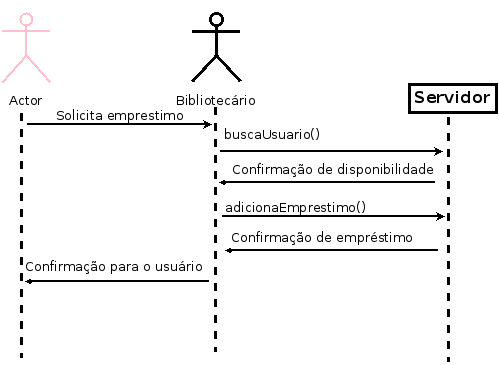 Actor
Bibliotecário
Servidor
Solicita emprestimo
buscaUsuario()
Confirmação de disponibilidade
adicionaEmprestimo()
Confirmação de empréstimo
Confirmação para o usuário